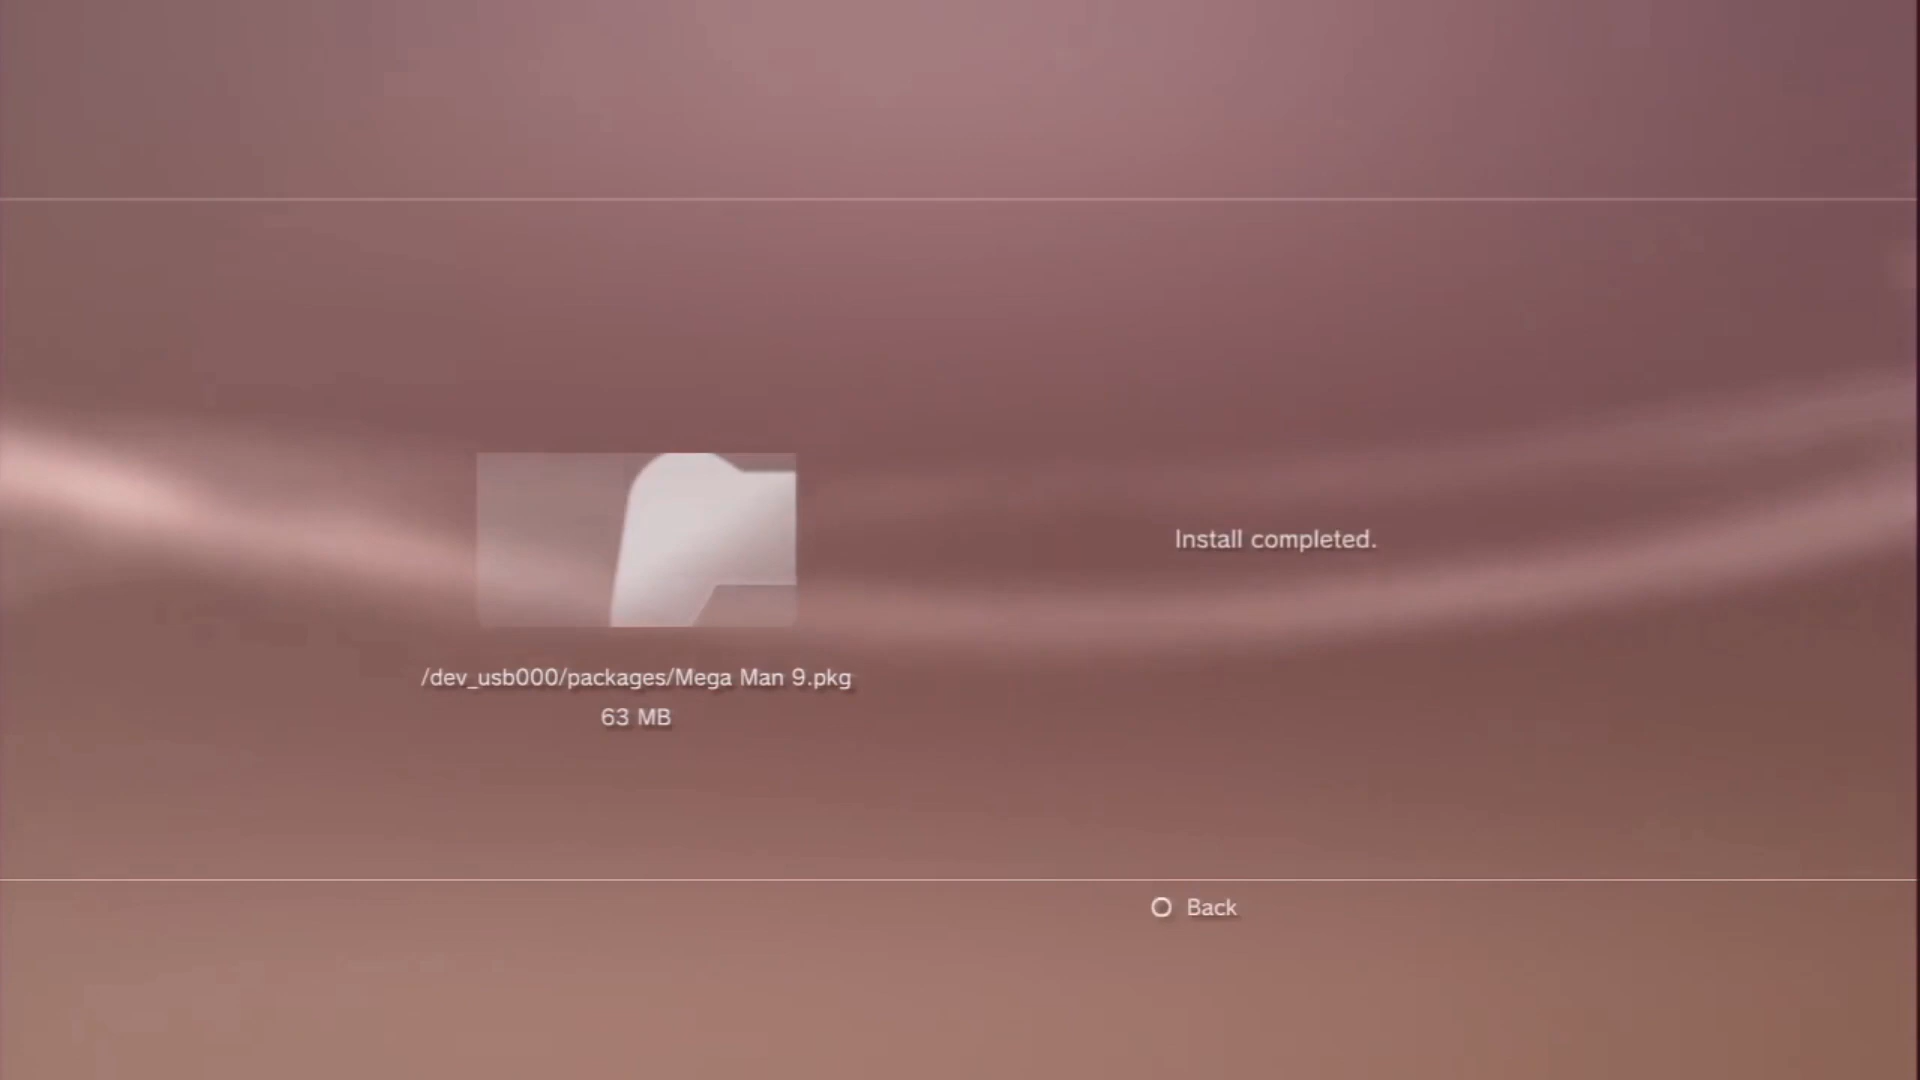 Install completed.
/dev_usb000/packages/Mega Man 9.pkg
63 MB
Back